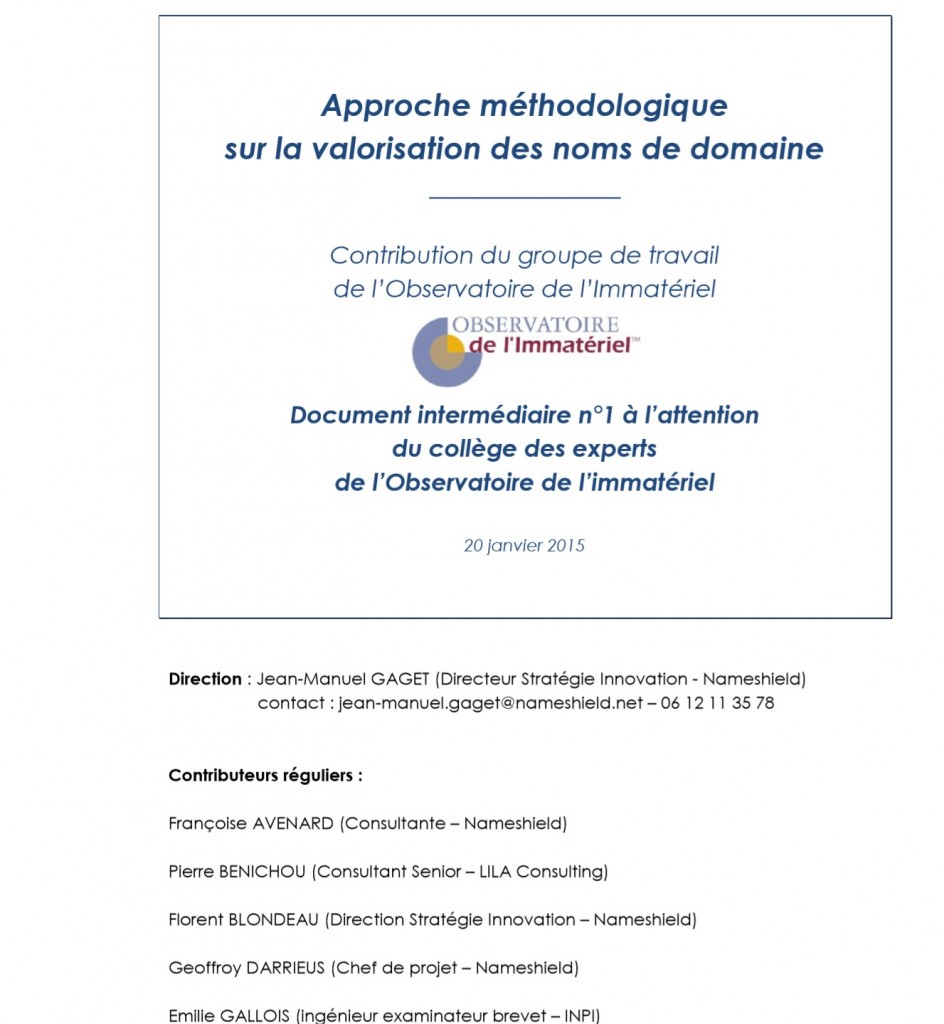 Approche méthodologique
sur la valorisation des noms de domaine
Contribution du groupe de travail
de l’Observatoire de l’Immatériel
OBSERVATOIRE
de l'Immatériel™
Document intermédiaire n°1 à l’attention
du collège des experts
de l’Observatoire de l’immatériel
20 janvier 2015
Direction : Jean-Manuel GAGET (Directeur Stratégie Innovation - Nameshield)
contact : jean-manuel.gaget@nameshield.net – 06 12 11 35 78
Contributeurs réguliers :
Françoise AVENARD (Consultante – Nameshield)
Pierre BENICHOU (Consultant Senior – LILA Consulting)
Florent BLONDEAU (Direction Stratégie Innovation – Nameshield)
Geoffroy DARRIEUS (Chef de projet – Nameshield)
Emilie GALLOIS (ingénieur examinateur brevet – INPI)